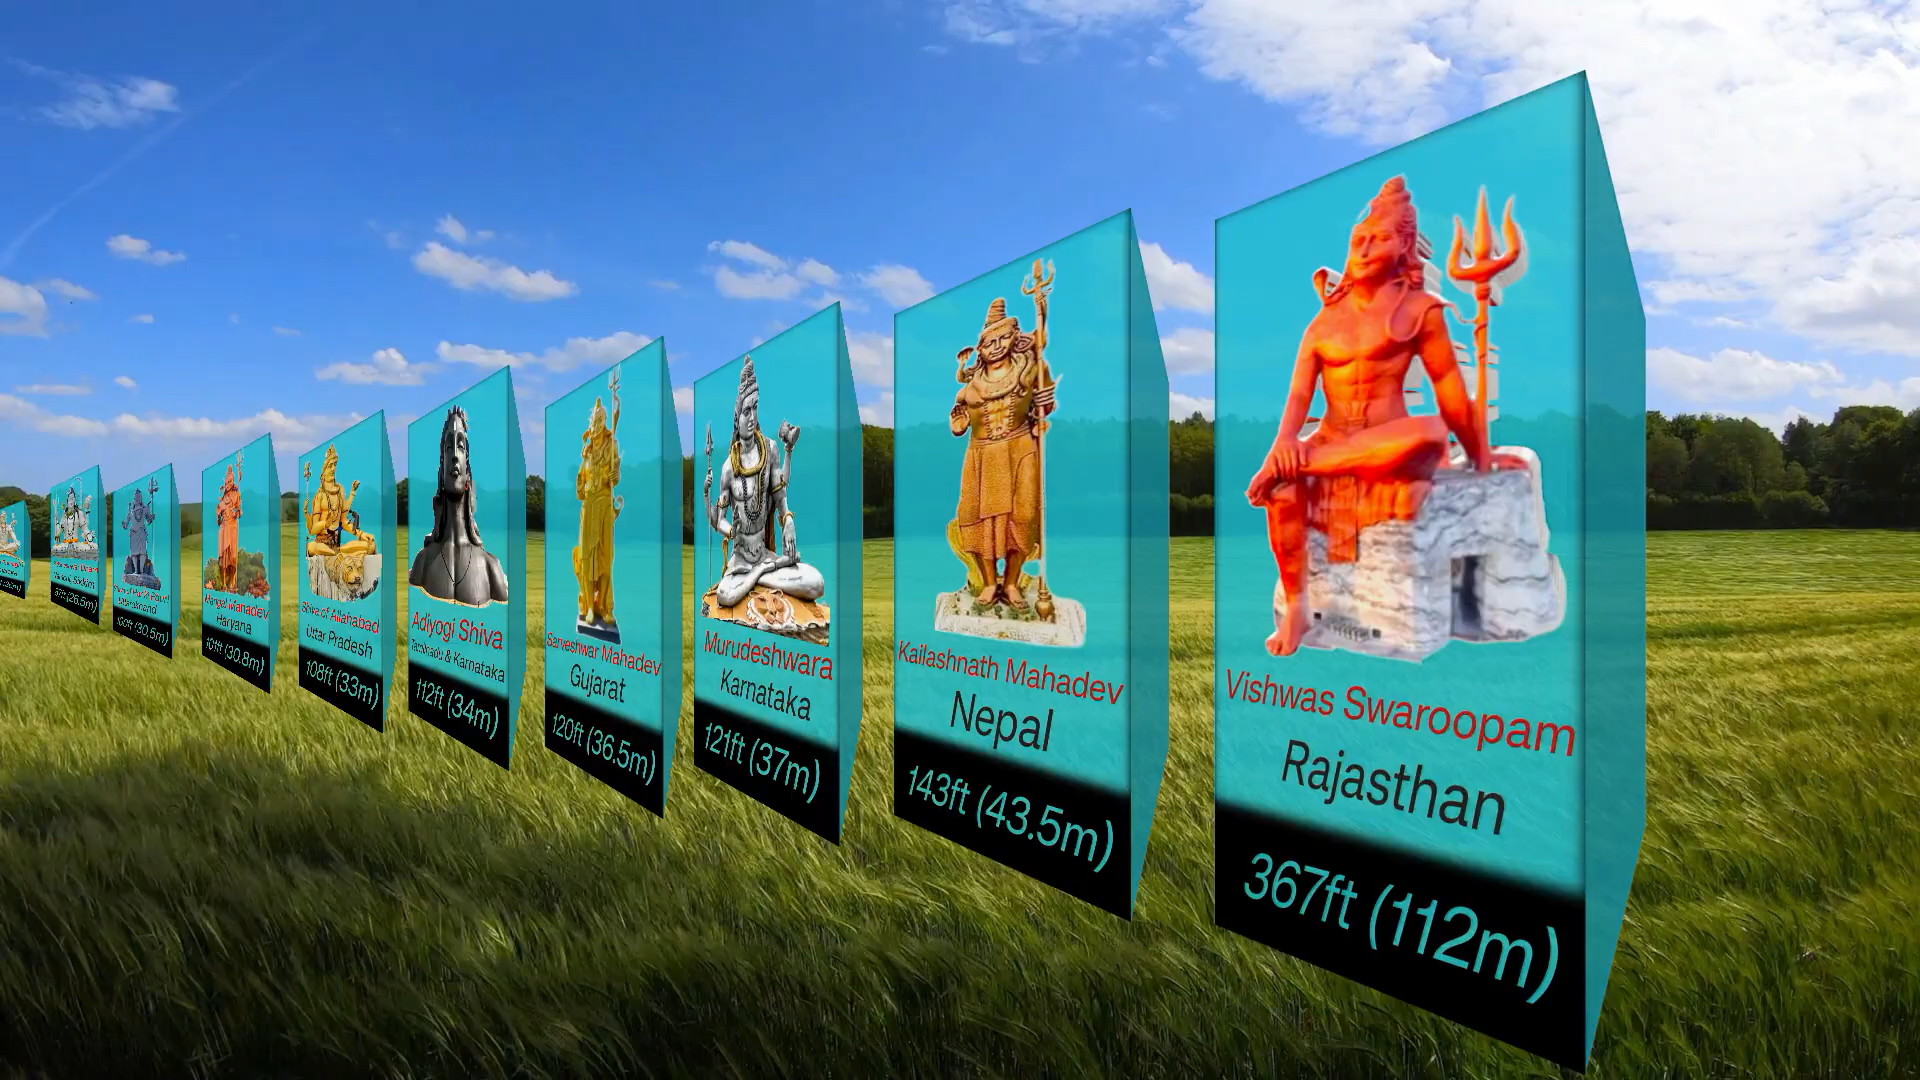 Vishwas Swaroopam
Rajasthan
367ft (112m)
Kailashnath Mahadev
Nepal
143ft (43.5m)
Murudeshwara
Karnataka
121ft (37m)
Sarveshwar Mahadev
Gujarat
120ft (36.5m)
Adiyogi Shiva
Tamilnadu & Karnataka
112ft (34m)
Shiva of Allahabad
Uttar Pradesh
108ft (33m)
Mangal Mahadev
Haryana
101ft (30.8m)
Uttarakhand
100ft (30.5m)
87ft (26.5m)